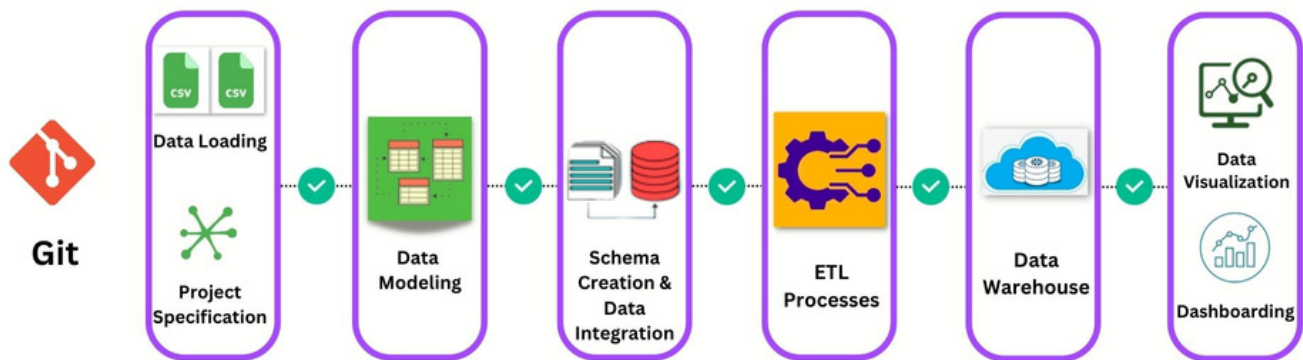 Git
CSV
CSV
Data Loading
Project
Specification
Data
Modeling
Schema
Creation &
Data
Integration
ETL
Processes
Data
Warehouse
Data
Visualization
Dashboarding